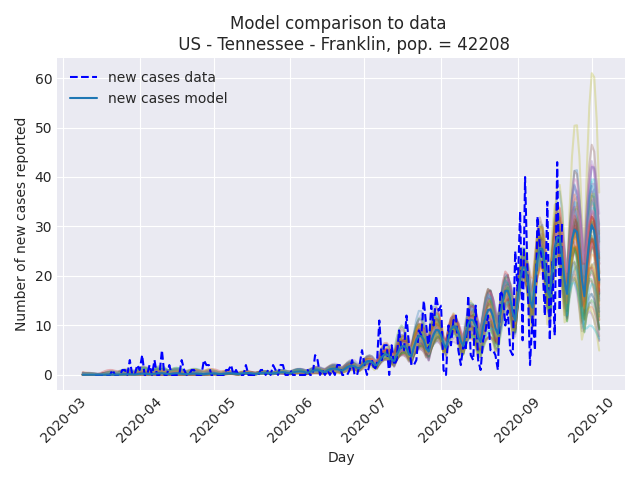 Model comparison to data
US - Tennessee - Franklin, pop. = 42208
new cases data
new cases model
Number of new cases reported
60
50
40
30
20
10
0
2020-03
2020-04
2020-05
2020-06
2020-07
2020-08
2020-09
2020-10
Day